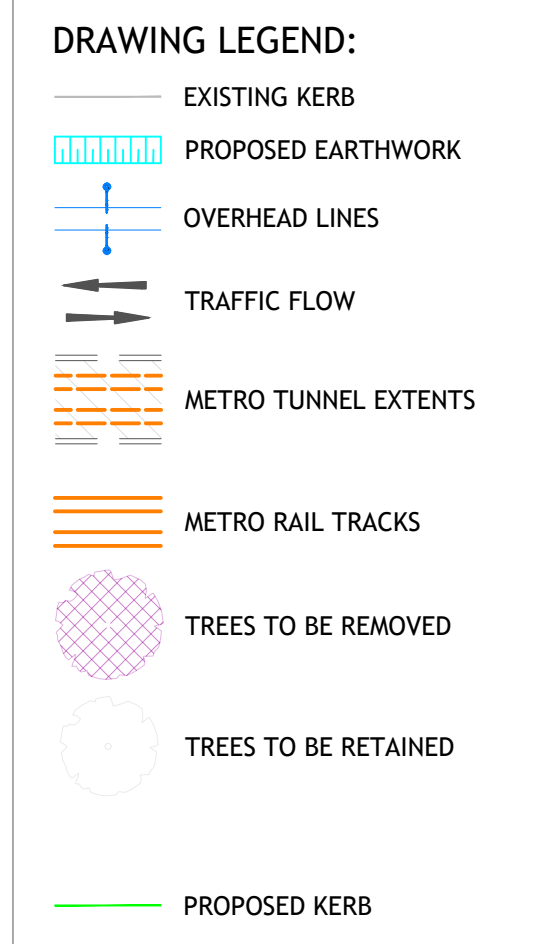 DRAWING LEGEND:
EXISTING KERB
PROPOSED EARTHWORK
OVERHEAD LINES
TRAFFIC FLOW
METRO TUNNEL EXTENTS
METRO RAIL TRACKS
TREES TO BE REMOVED
TREES TO BE RETAINED
PROPOSED KERB